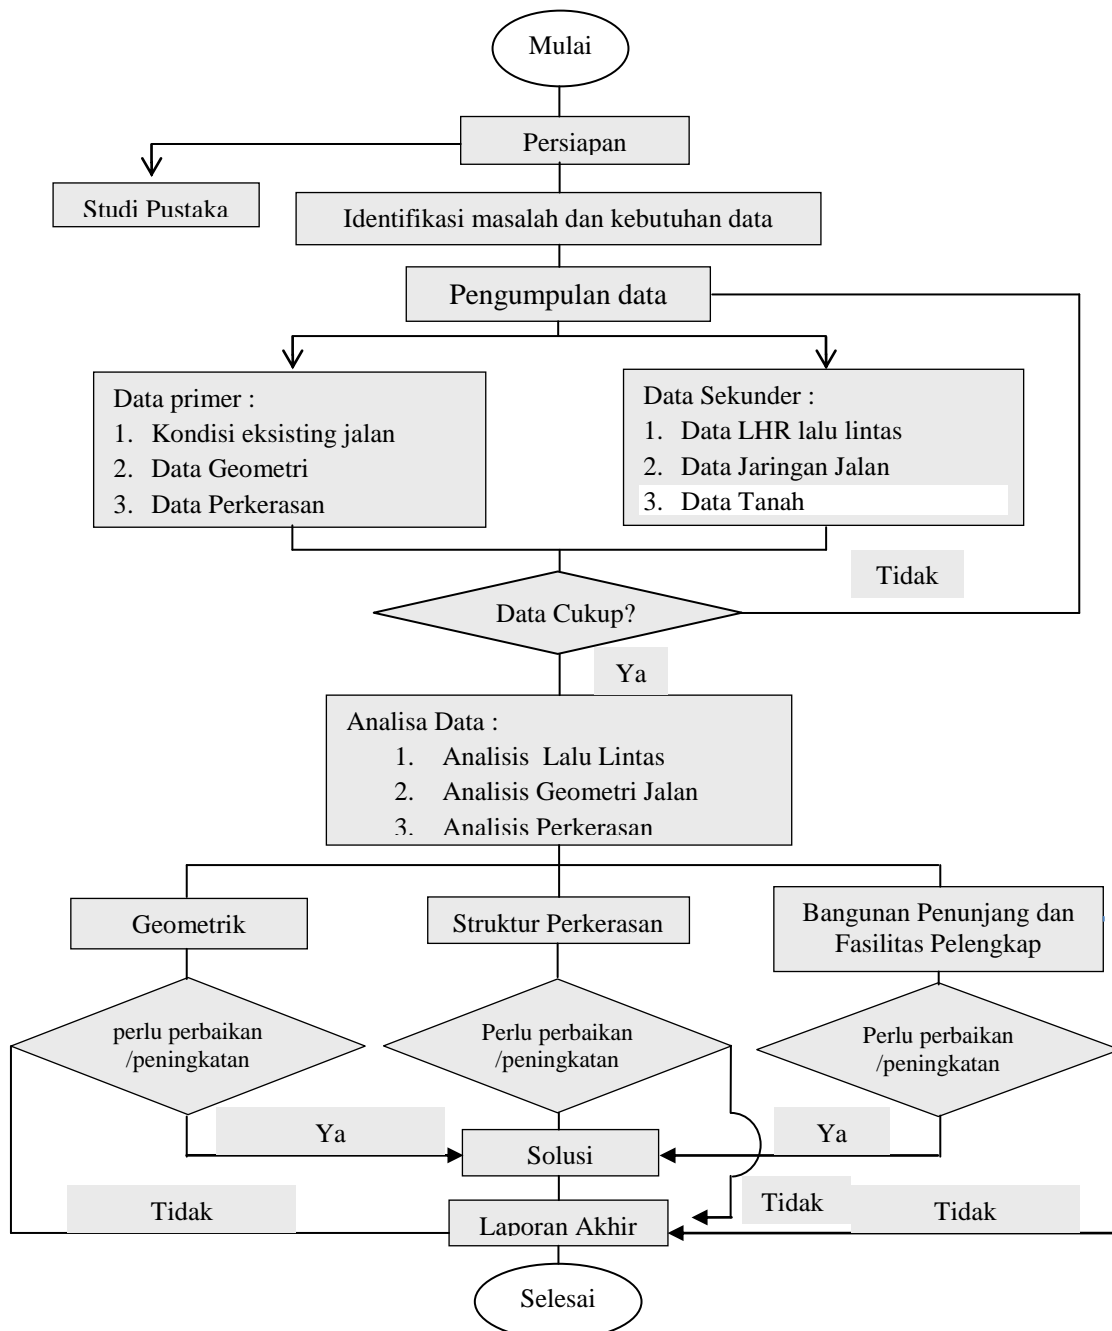 Mulai
Persiapan
Studi Pustaka
Identifikasi masalah dan kebutuhan data
Pengumpulan data
Data primer :
1. Kondisi eksisting jalan
2. Data Geometri
3. Data Perkerasan
Data Sekunder :
1. Data LHR lalu lintas
2. Data Jaringan Jalan
3. Data Tanah
Tidak
Data Cukup?
Ya
Analisa Data :
1. Analisis Lalu Lintas
2. Analisis Geometri Jalan
3. Analisis Perkerasan
Geometrik
Struktur Perkerasan
Bangunan Penunjang dan
Fasilitas Pelengkap
perlu perbaikan
/peningkatan
Perlu perbaikan
/peningkatan
Perlu perbaikan
/peningkatan
Ya
Solusi
Ya
Tidak
Laporan Akhir
Tidak
Tidak
Selesai